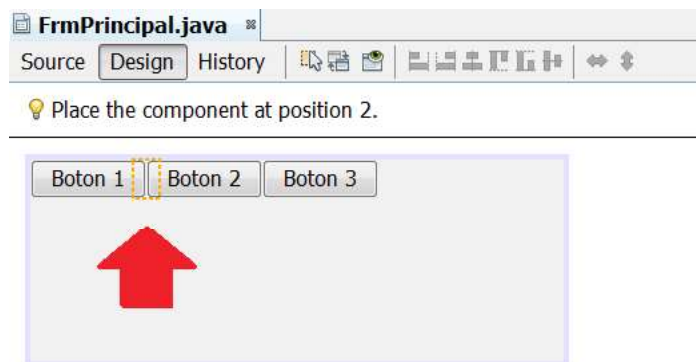 FrmPrincipal.java
Source Design History
Place the component at position 2.
Boton 1 Boton 2 Boton 3